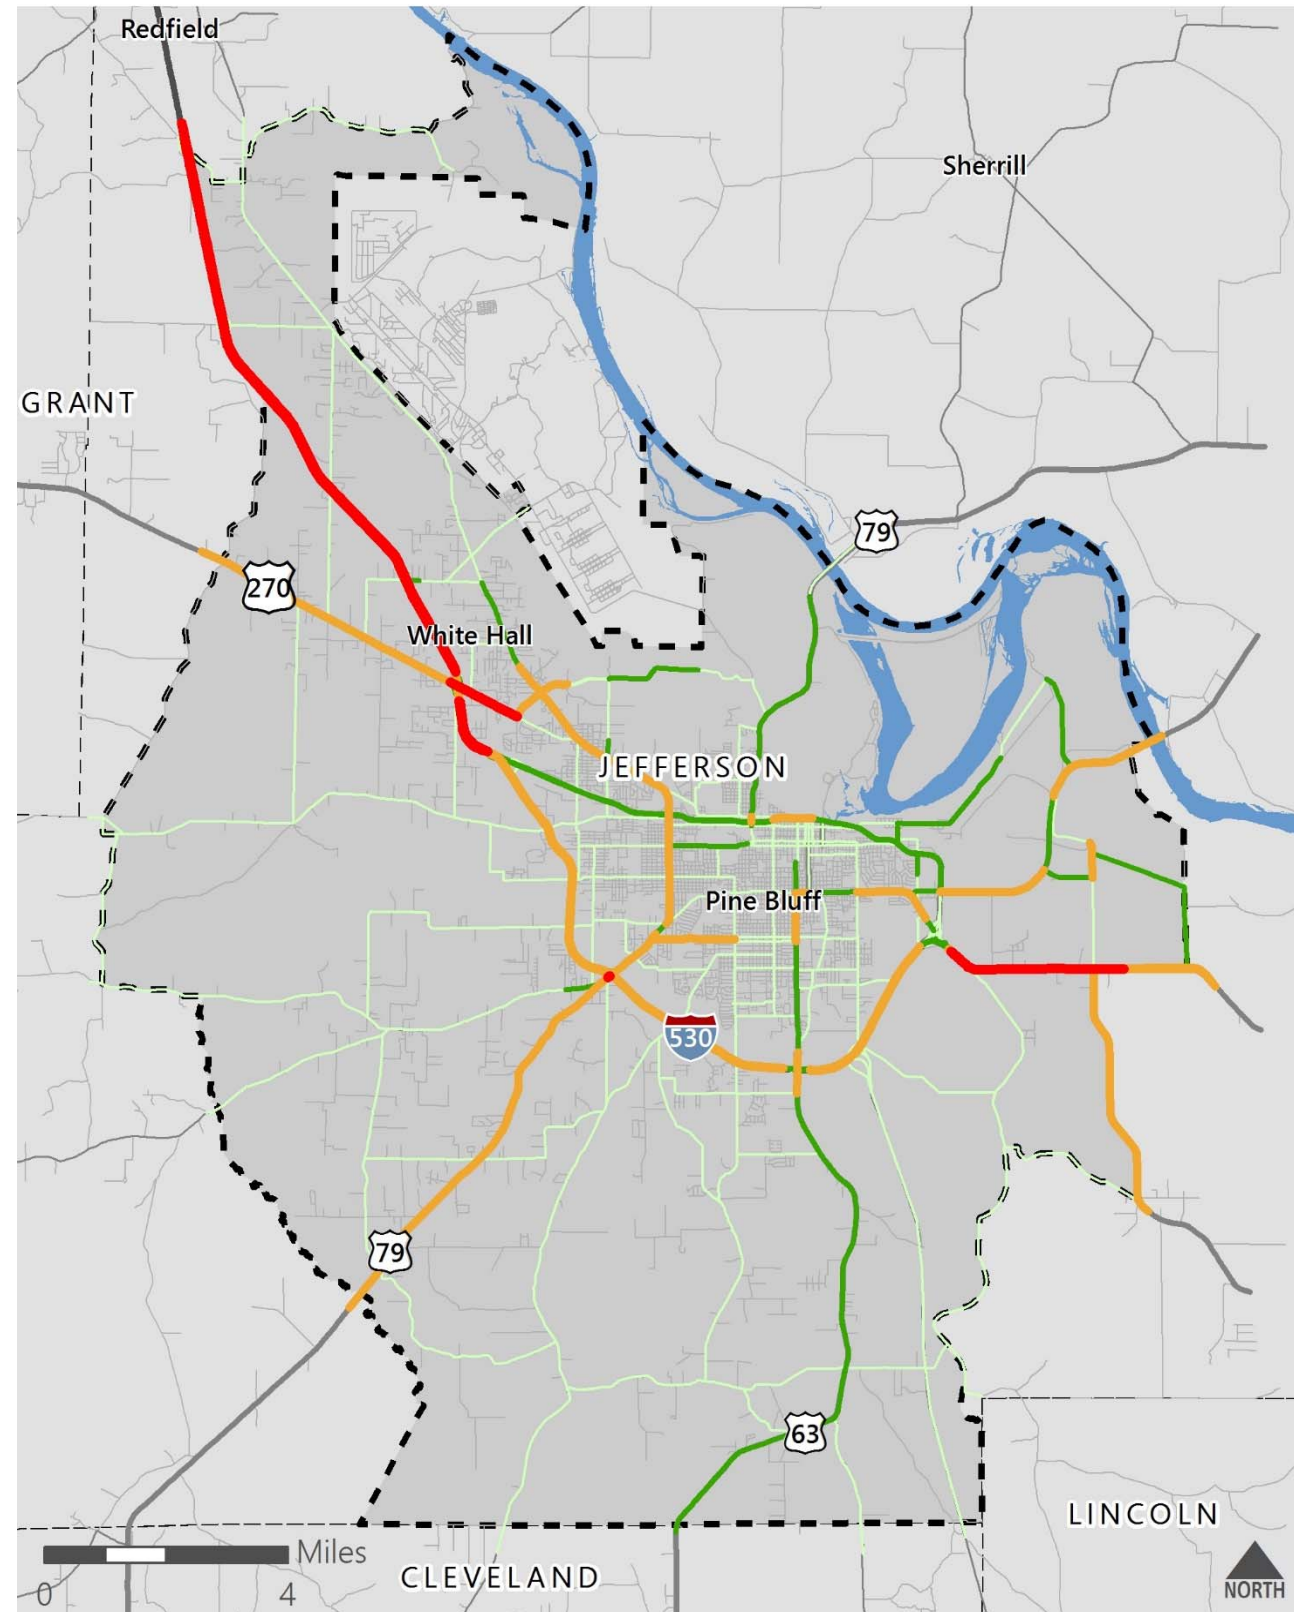 Redfield
Sherrill
GRANT
79
270
White Hall
JEFFERSON
Pine Bluff
530
79
63
LINCOLN
Miles
0 4
CLEVELAND
NORTH